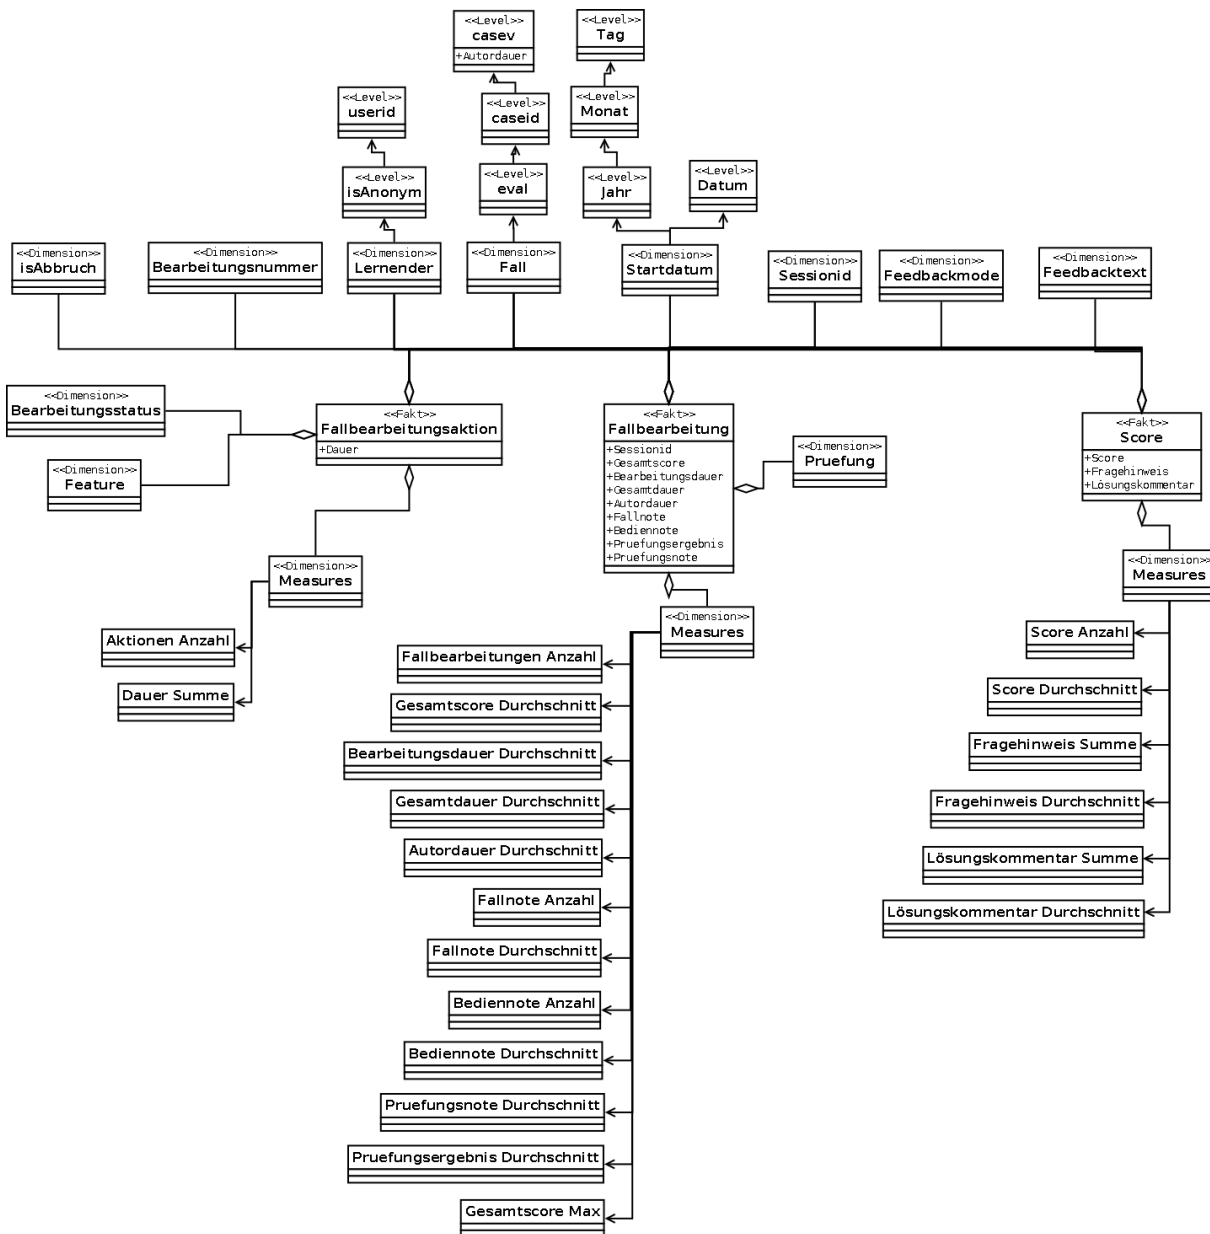 <<Level>>
casev
+Autordauer
<<Level>>
Tag
<<Level>>
userid
<<Level>>
caseid
<<Level>>
Monat
<<Level>>
isAnonym
<<Level>>
eval
<<Level>>
Jahr
<<Level>>
Datum
<<Dimension>>
isAbbruch
<<Dimension>>
Bearbeitungsnummer
<<Dimension>>
Lernender
<<Dimension>>
Fall
<<Dimension>>
Startdatum
<<Dimension>>
Sessionid
<<Dimension>>
Feedbackmode
<<Dimension>>
Feedbacktext
<<Dimension>>
Bearbeitungsstatus
<<Dimension>>
Feature
<<Fakt>>
Fallbearbeitungsaktion
+Dauer
<<Fakt>>
Fallbearbeitung
+Sessionid
+Gesamtscore
+Bearbeitungsdauer
+Gesamtdauer
+Autordauer
+Fallnote
+Bediennote
+Pruefungsergebnis
+Pruefungsnote
<<Dimension>>
Pruefung
<<Fakt>>
Score
+Score
+Fragehinweis
+Lösungskommentar
<<Dimension>>
Measures
Aktionen Anzahl
Dauer Summe
<<Dimension>>
Measures
Fallbearbeitungen Anzahl
Gesamtscore Durchschnitt
Bearbeitungsdauer Durchschnitt
Gesamtdauer Durchschnitt
Autordauer Durchschnitt
Fallnote Anzahl
Fallnote Durchschnitt
Bediennote Anzahl
Bediennote Durchschnitt
Pruefungsnote Durchschnitt
Pruefungsergebnis Durchschnitt
Gesamtscore Max
<<Dimension>>
Measures
Score Anzahl
Score Durchschnitt
Fragehinweis Summe
Fragehinweis Durchschnitt
Lösungskommentar Summe
Lösungskommentar Durchschnitt